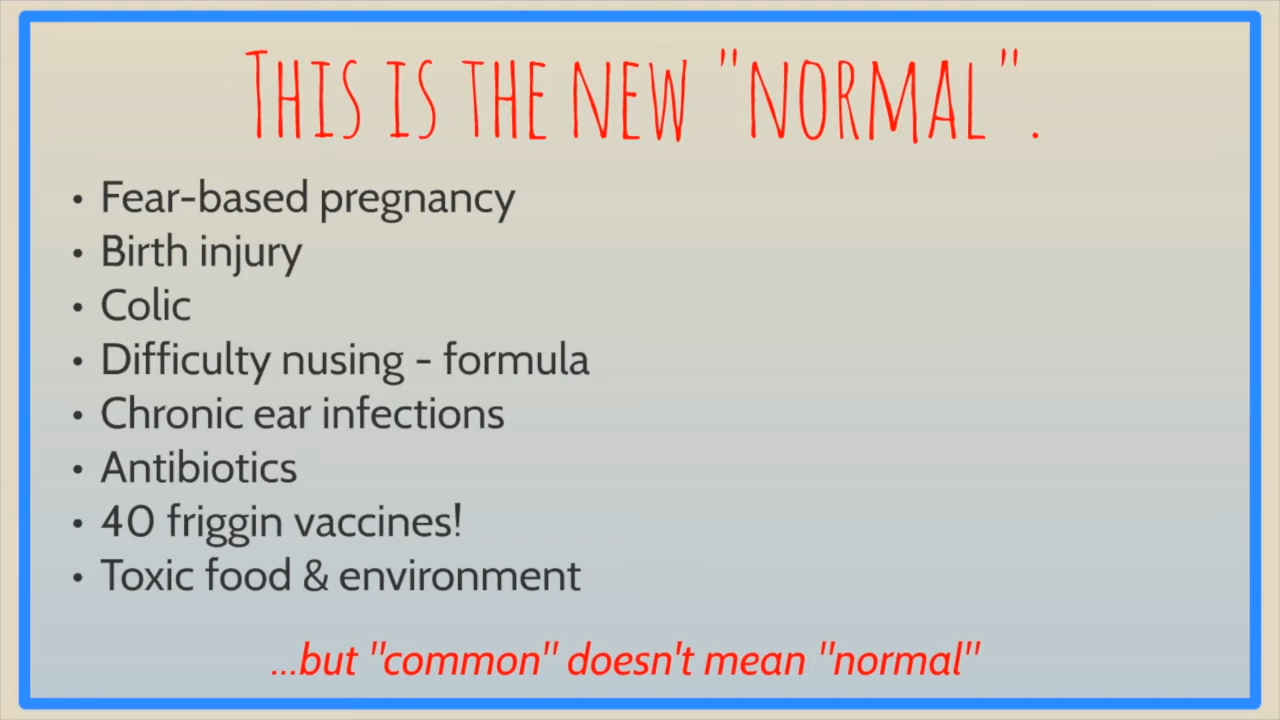 This is the new "normal".
• Fear-based pregnancy
• Birth injury
• Colic
• Difficulty nusing - formula
• Chronic ear infections
• Antibiotics
• 40 friggin vaccines!
• Toxic food & environment
...but "common" doesn't mean "normal"